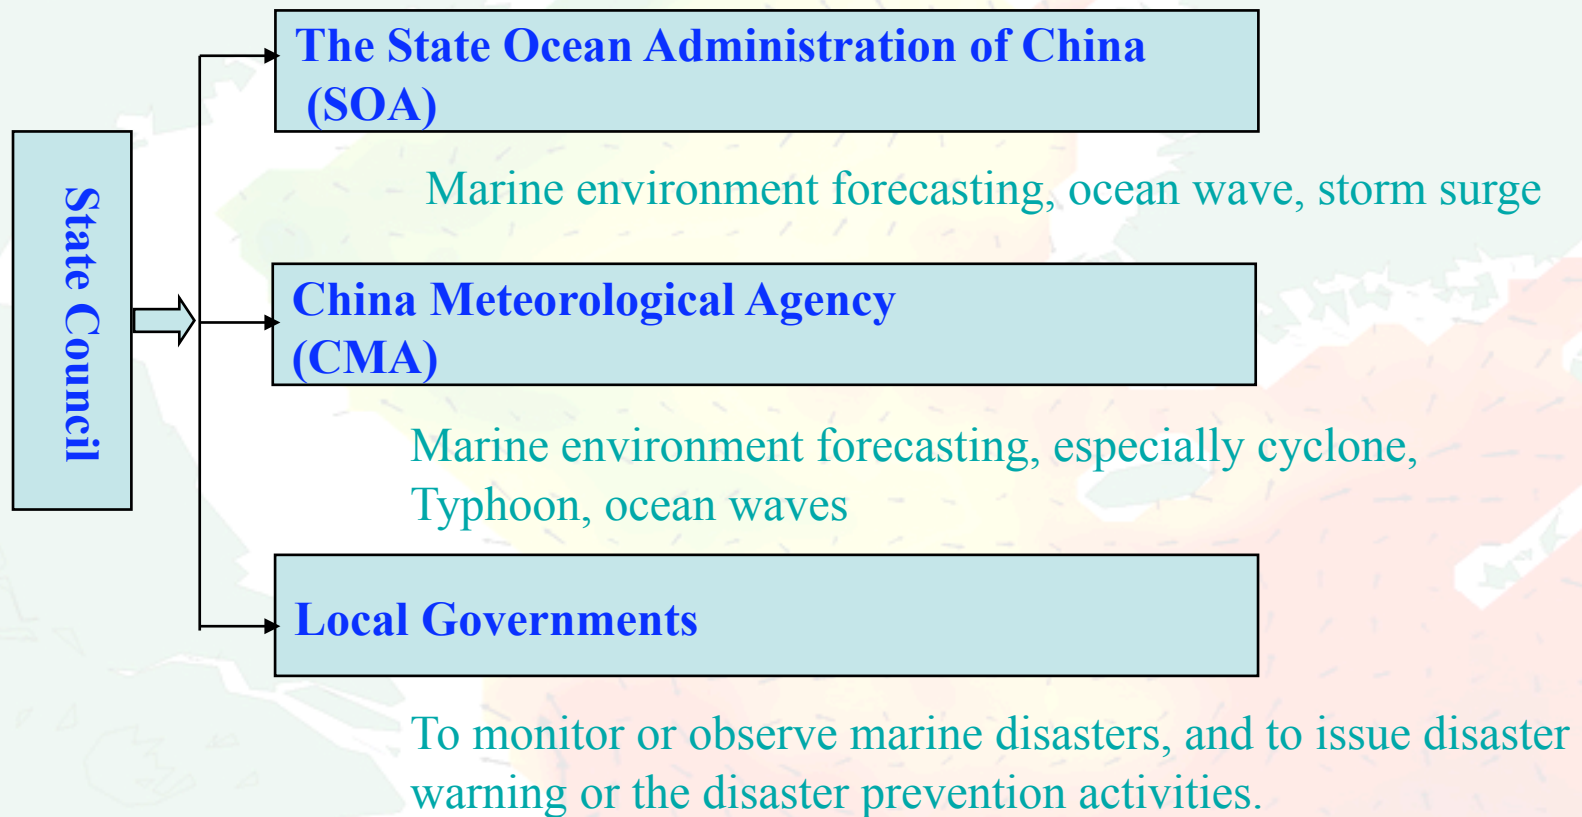 State Council
The State Ocean Administration of China
(SOA)
Marine environment forecasting, ocean wave, storm surge
China Meteorological Agency
(CMA)
Marine environment forecasting, especially cyclone,
Typhoon, ocean waves
Local Governments
To monitor or observe marine disasters, and to issue disaster
warning or the disaster prevention activities.